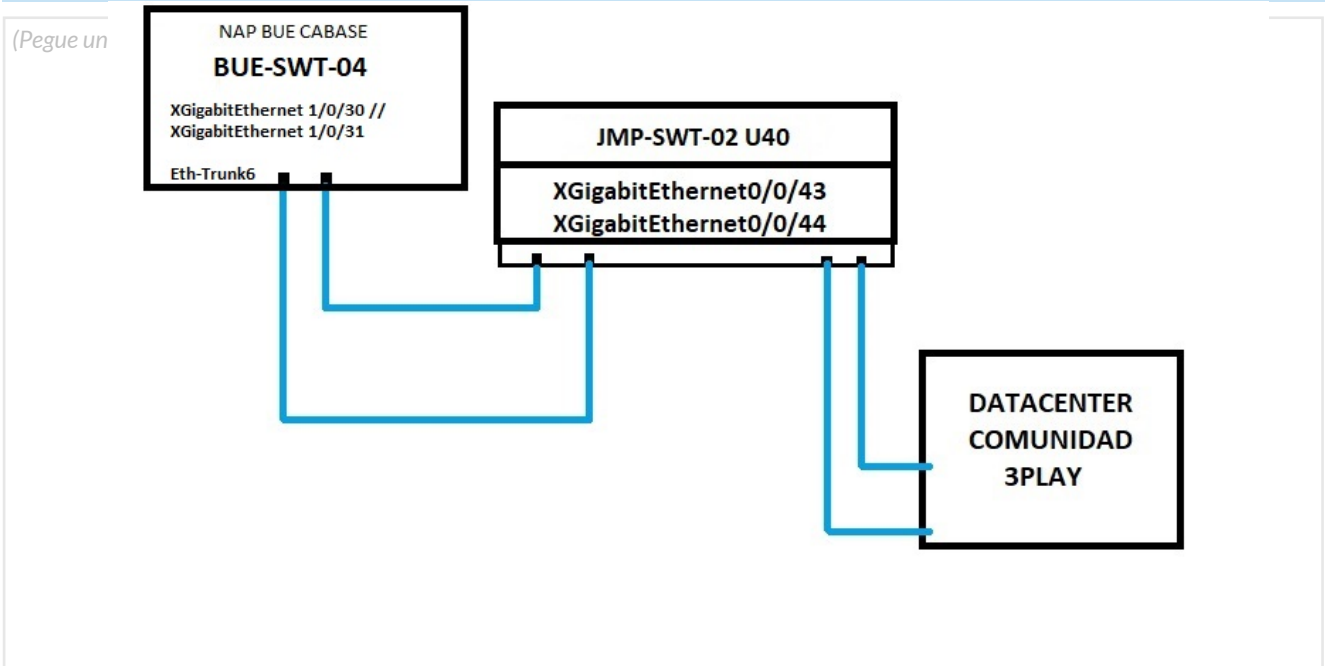 (Pegue un
NAP BUE CABASE
BUE-SWT-04
XGigabitEthernet 1/0/30 //
XGigabitEthernet 1/0/31
Eth-Trunk6
JMP-SWT-02 U40
XGigabitEthernet0/0/43
XGigabitEthernet0/0/44
DATACENTER
COMUNIDAD
3PLAY